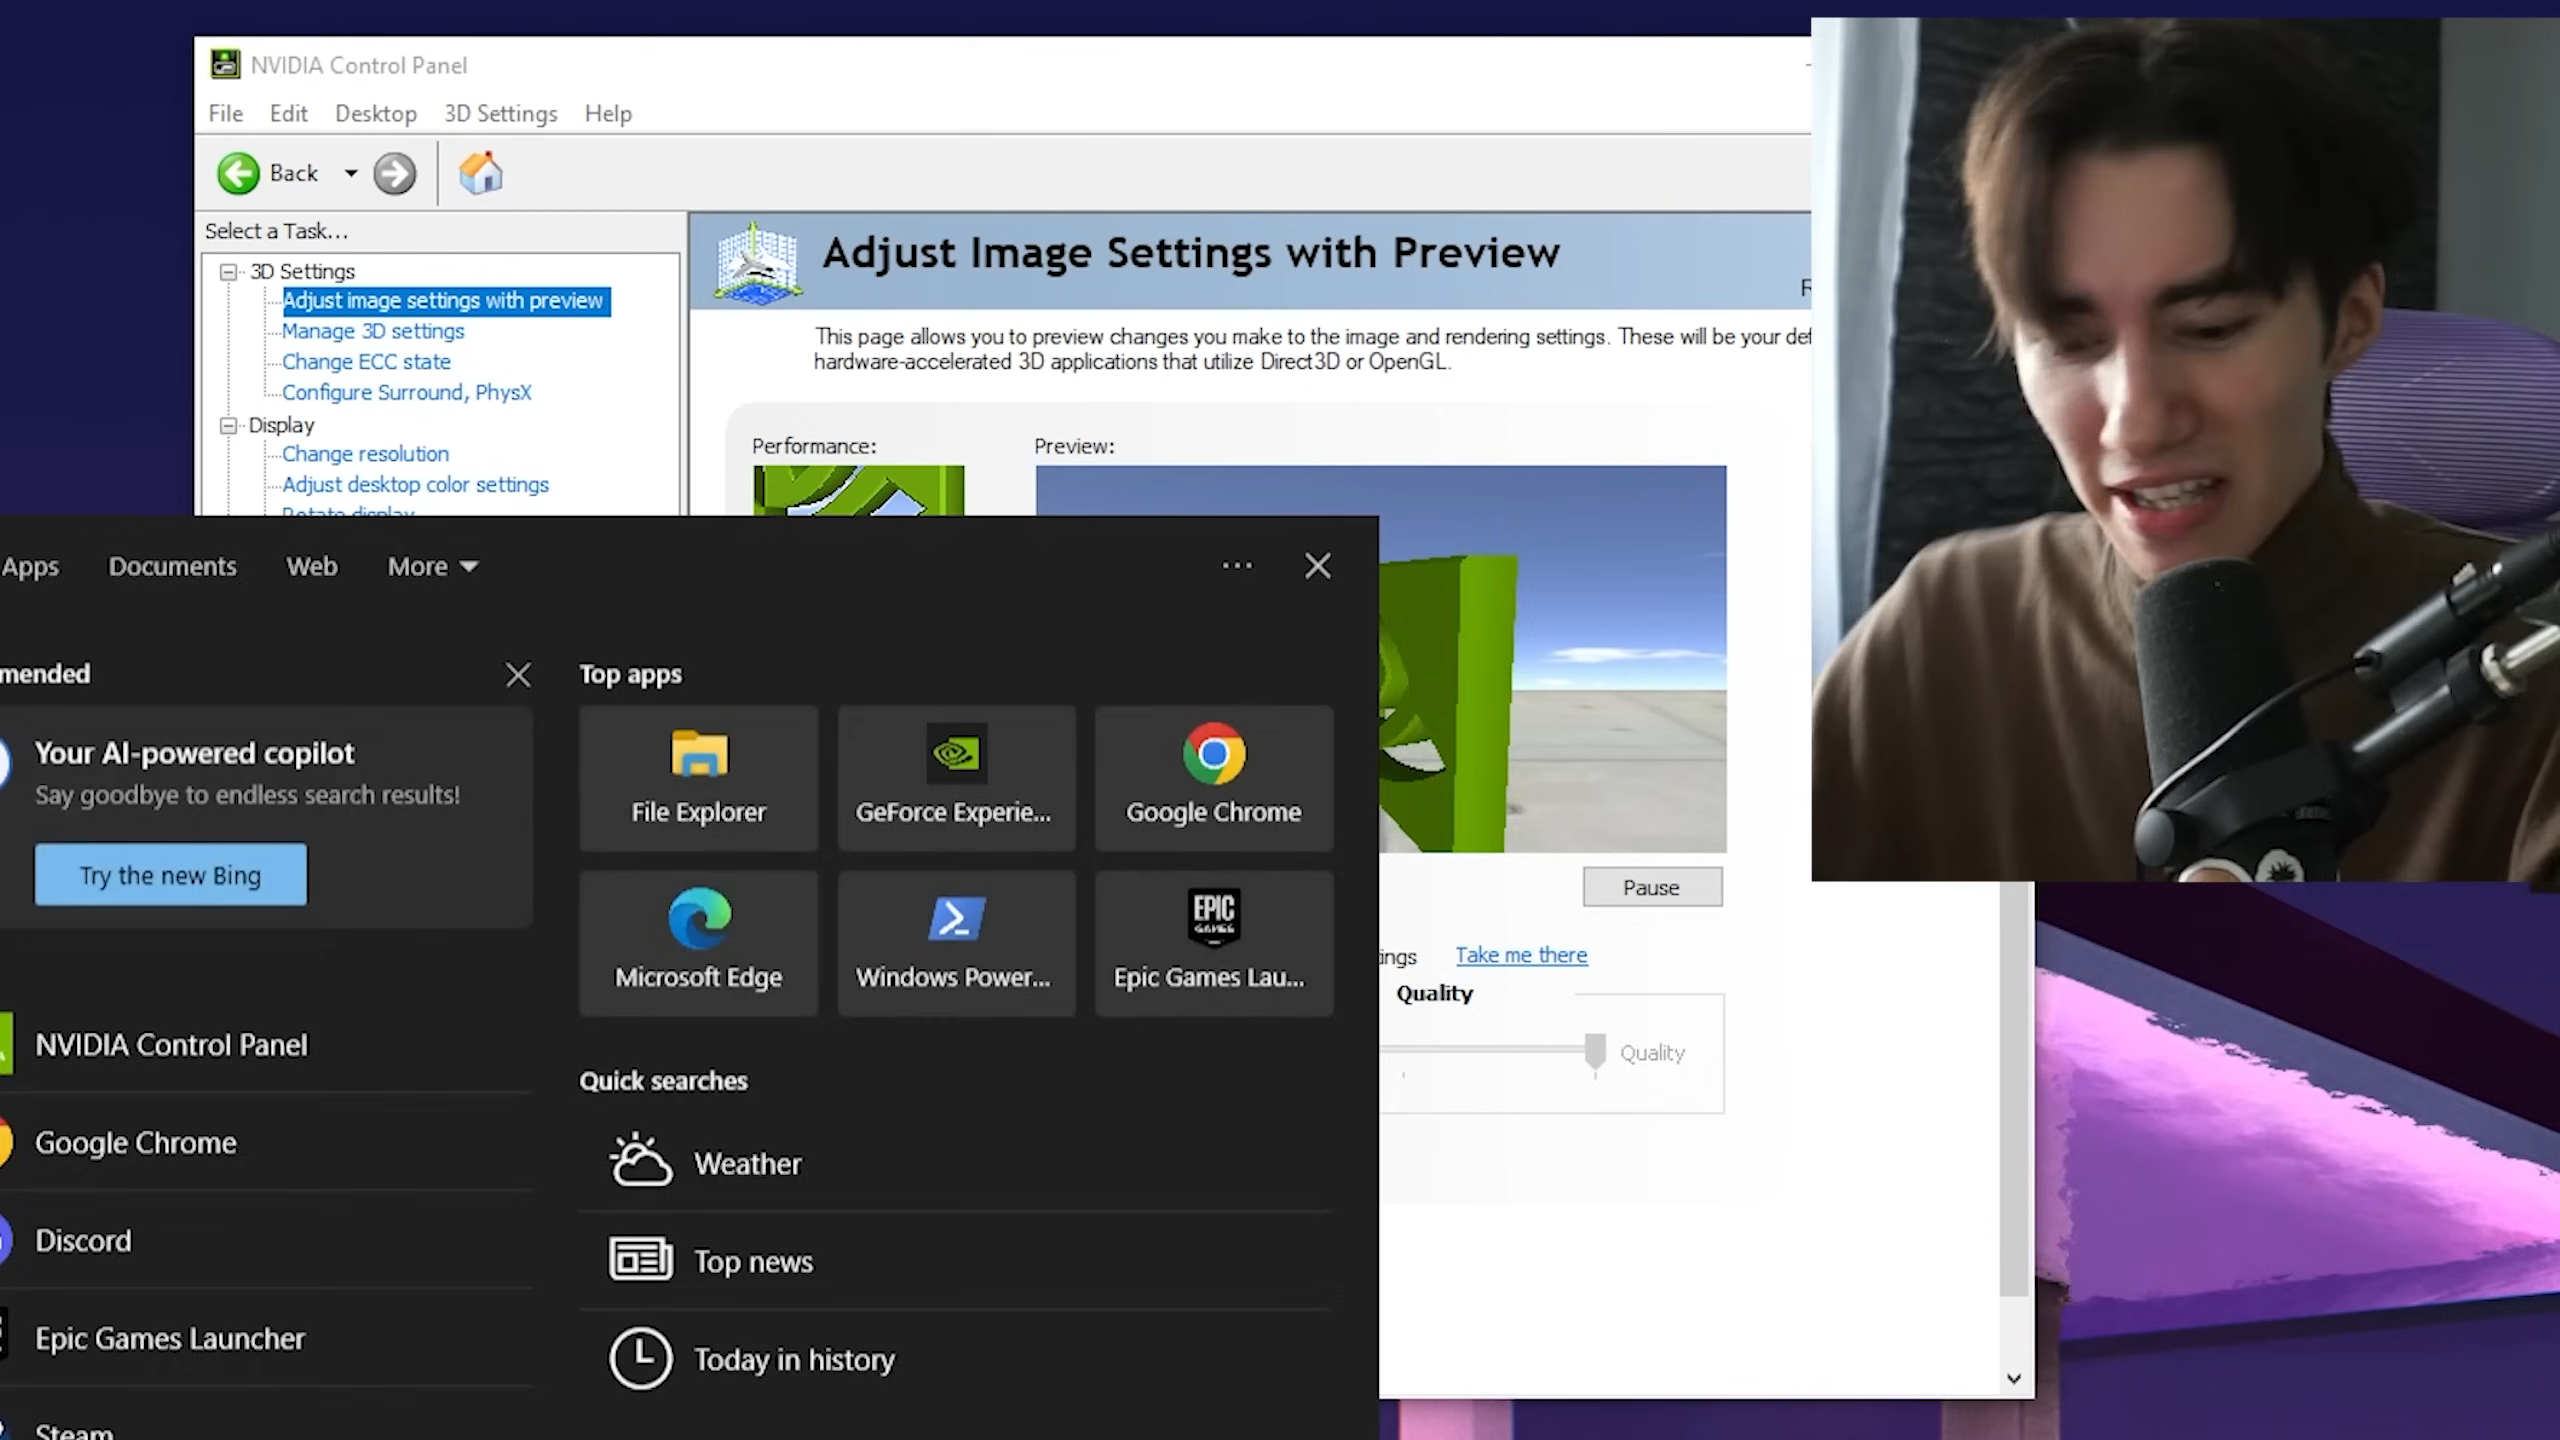 NVIDIA Control Panel
File Edit Desktop 3D Settings Help
Back
Select a Task...
3D Settings
Adjust image settings with preview
Manage 3D settings
Change ECC state
Configure Surround, PhysX
Display
Change resolution
Adjust desktop color settings
Rotate display
Adjust Image Settings with Preview
R
This page allows you to preview changes you make to the image and rendering settings. These will be your def
hardware-accelerated 3D applications that utilize Direct3D or OpenGL.
Performance:
Preview:
Pause
ings Take me there
Quality
Quality
Apps Documents Web More
mended
Your AI-powered copilot
Say goodbye to endless search results!
Try the new Bing
NVIDIA Control Panel
Google Chrome
Discord
Epic Games Launcher
Steam
Top apps
File Explorer
GeForce Experie...
Google Chrome
Microsoft Edge
Windows Power...
EPIC
GAMES
Epic Games Lau...
Quick searches
Weather
Top news
Today in history